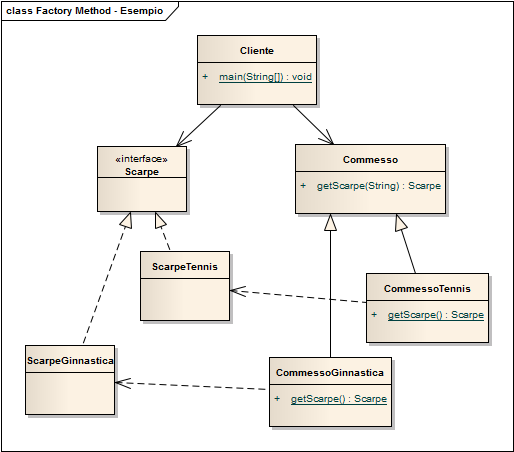 class Factory Method - Esempio
Cliente
+ main(String[]) : void
«interface»
Scarpe
Commesso
+ getScarpe(String) : Scarpe
ScarpeTennis
CommessoTennis
+ getScarpe() : Scarpe
ScarpeGinnastica
CommessoGinnastica
+ getScarpe() : Scarpe